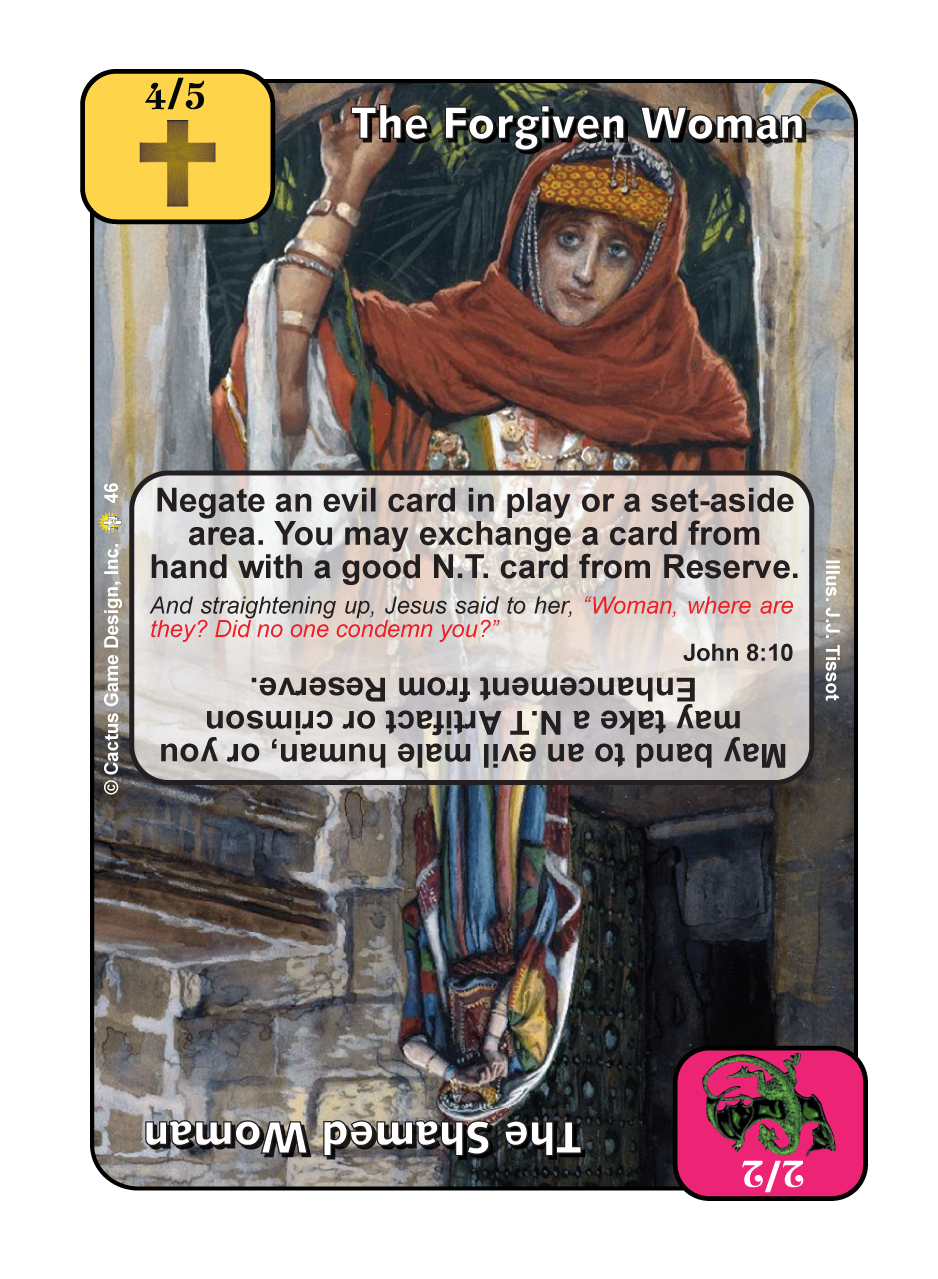 4/5
The Forgiven Woman
Negate an evil card in play or a set-aside
area. You may exchange a card from
hand with a good N.T. card from Reserve.
And straightening up, Jesus said to her, “Woman, where are
they? Did no one condemn you?”
John 8:10
May band to an evil male human, or you
may take a N.T. Artifact or crimson
Enhancement from Reserve.
The Shamed Woman
2/2
© Cactus Game Design, Inc. 46
Illus. J.J. Tissot